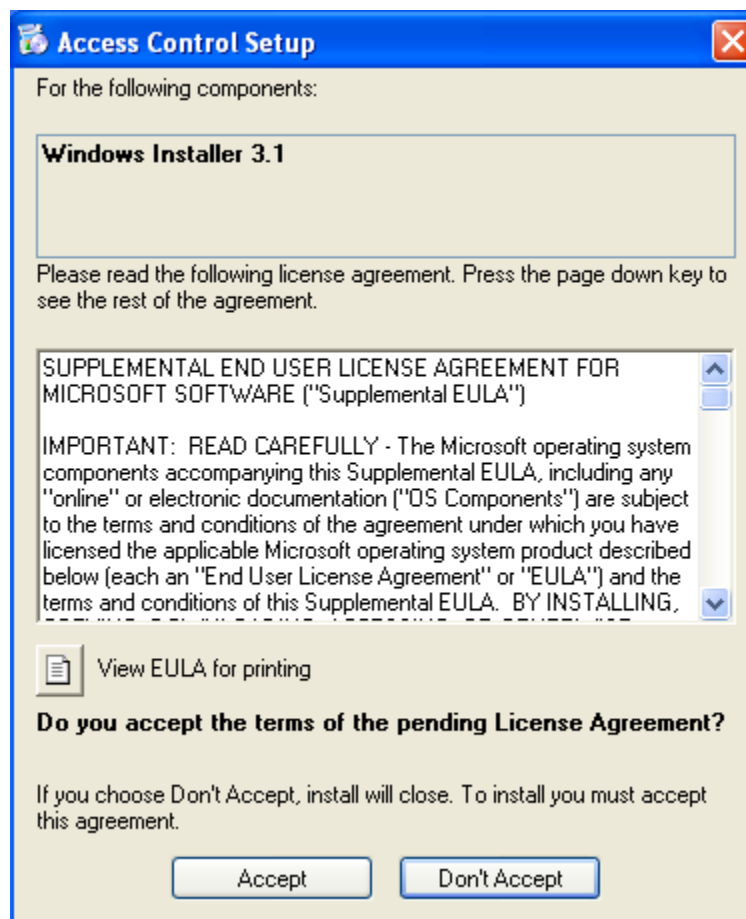 Access Control Setup
For the following components:
Windows Installer 3.1
Please read the following license agreement. Press the page down key to
see the rest of the agreement.
SUPPLEMENTAL END USER LICENSE AGREEMENT FOR
MICROSOFT SOFTWARE ("Supplemental EULA")
IMPORTANT:  READ CAREFULLY - The Microsoft operating system
components accompanying this Supplemental EULA, including any
"online" or electronic documentation ("OS Components") are subject
to the terms and conditions of the agreement under which you have
licensed the applicable Microsoft operating system product described
below (each an "End User License Agreement" or "EULA") and the
terms and conditions of this Supplemental EULA.  BY INSTALLING,
View EULA for printing
Do you accept the terms of the pending License Agreement?
If you choose Don't Accept, install will close. To install you must accept
this agreement.
Accept
Don't Accept